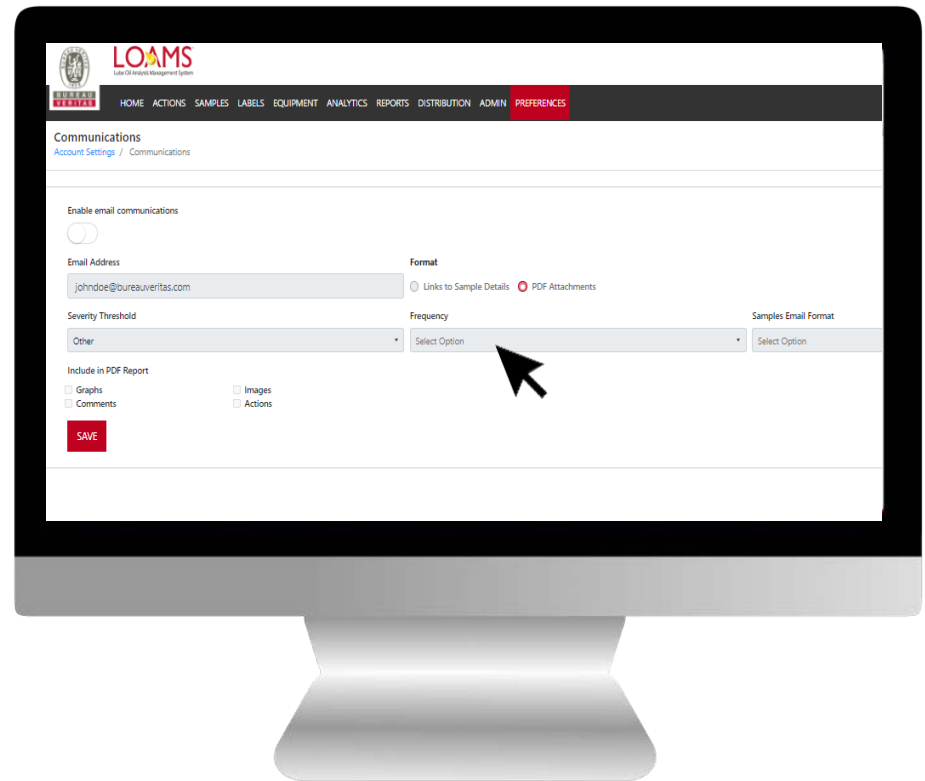 LOAMS
Lube Oil Analysis Management System
BUREAU
VERITAS
HOME ACTIONS SAMPLES LABELS EQUIPMENT ANALYTICS REPORTS DISTRIBUTION ADMIN PREFERENCES
Communications
Account Settings / Communications
Enable email communications
Email Address Format
johndoe@bureauveritas.com Links to Sample Details PDF Attachments
Severity Threshold Frequency Samples Email Format
Other Select Option Select Option
Include in PDF Report
Graphs Images
Comments Actions
SAVE